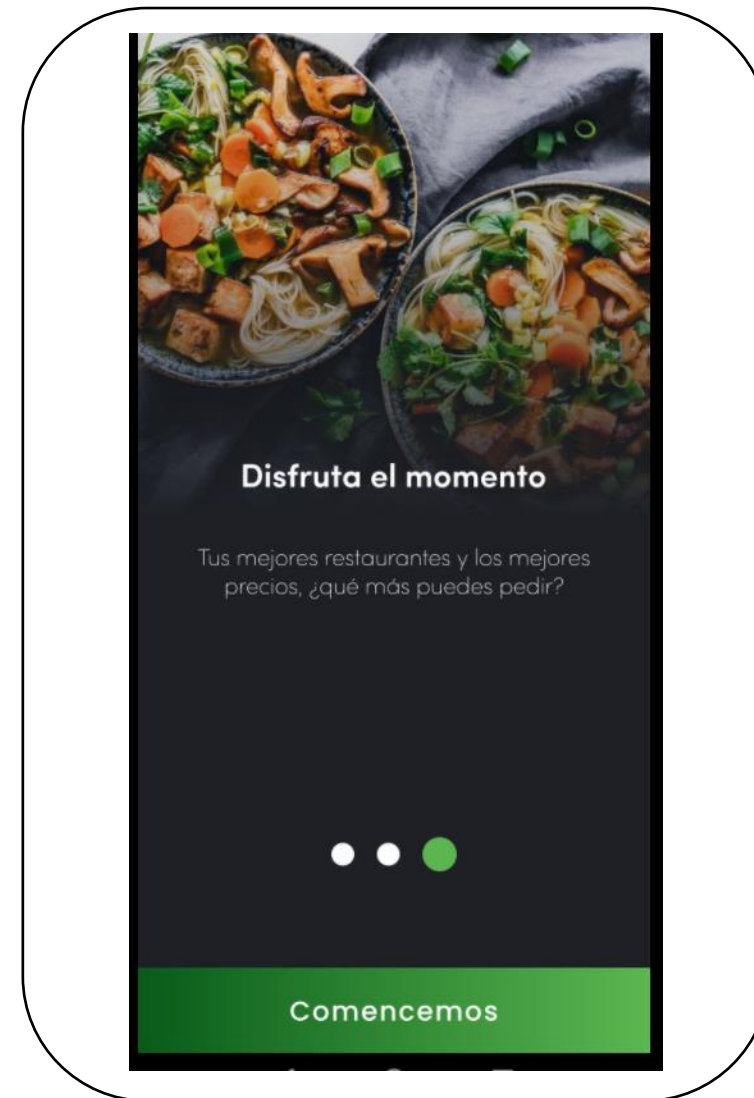 Disfruta el momento
Tus mejores restaurantes y los mejores
precios, ¿qué más puedes pedir?
Comencemos